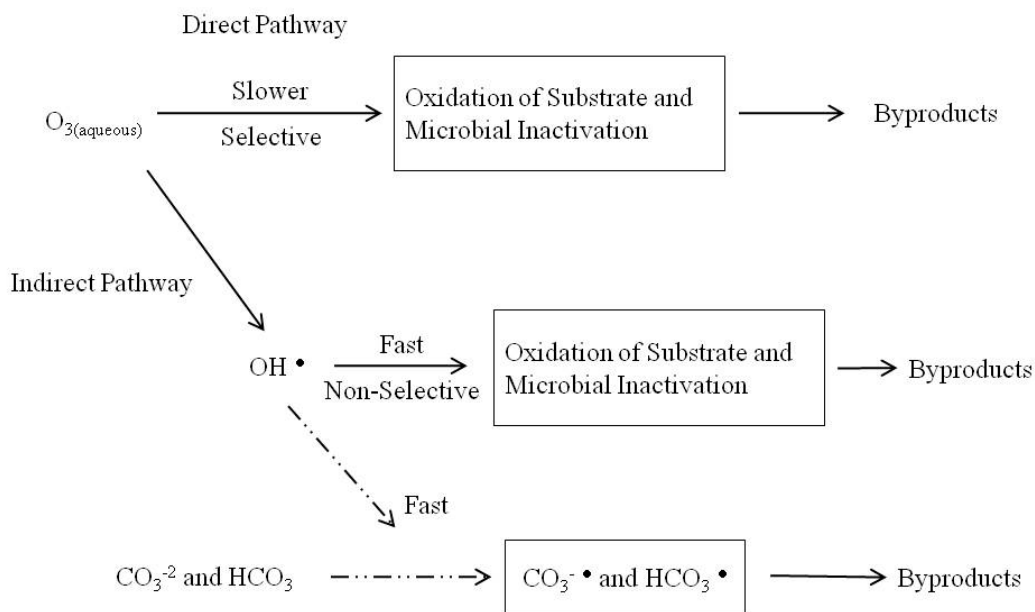 Direct Pathway
Slower
O₃(aqueous)
Selective
Oxidation of Substrate and
Microbial Inactivation
Byproducts
Indirect Pathway
OH •
Fast
Non-Selective
Oxidation of Substrate and
Microbial Inactivation
Byproducts
Fast
CO₃⁻² and HCO₃
CO₃⁻ • and HCO₃ •
Byproducts